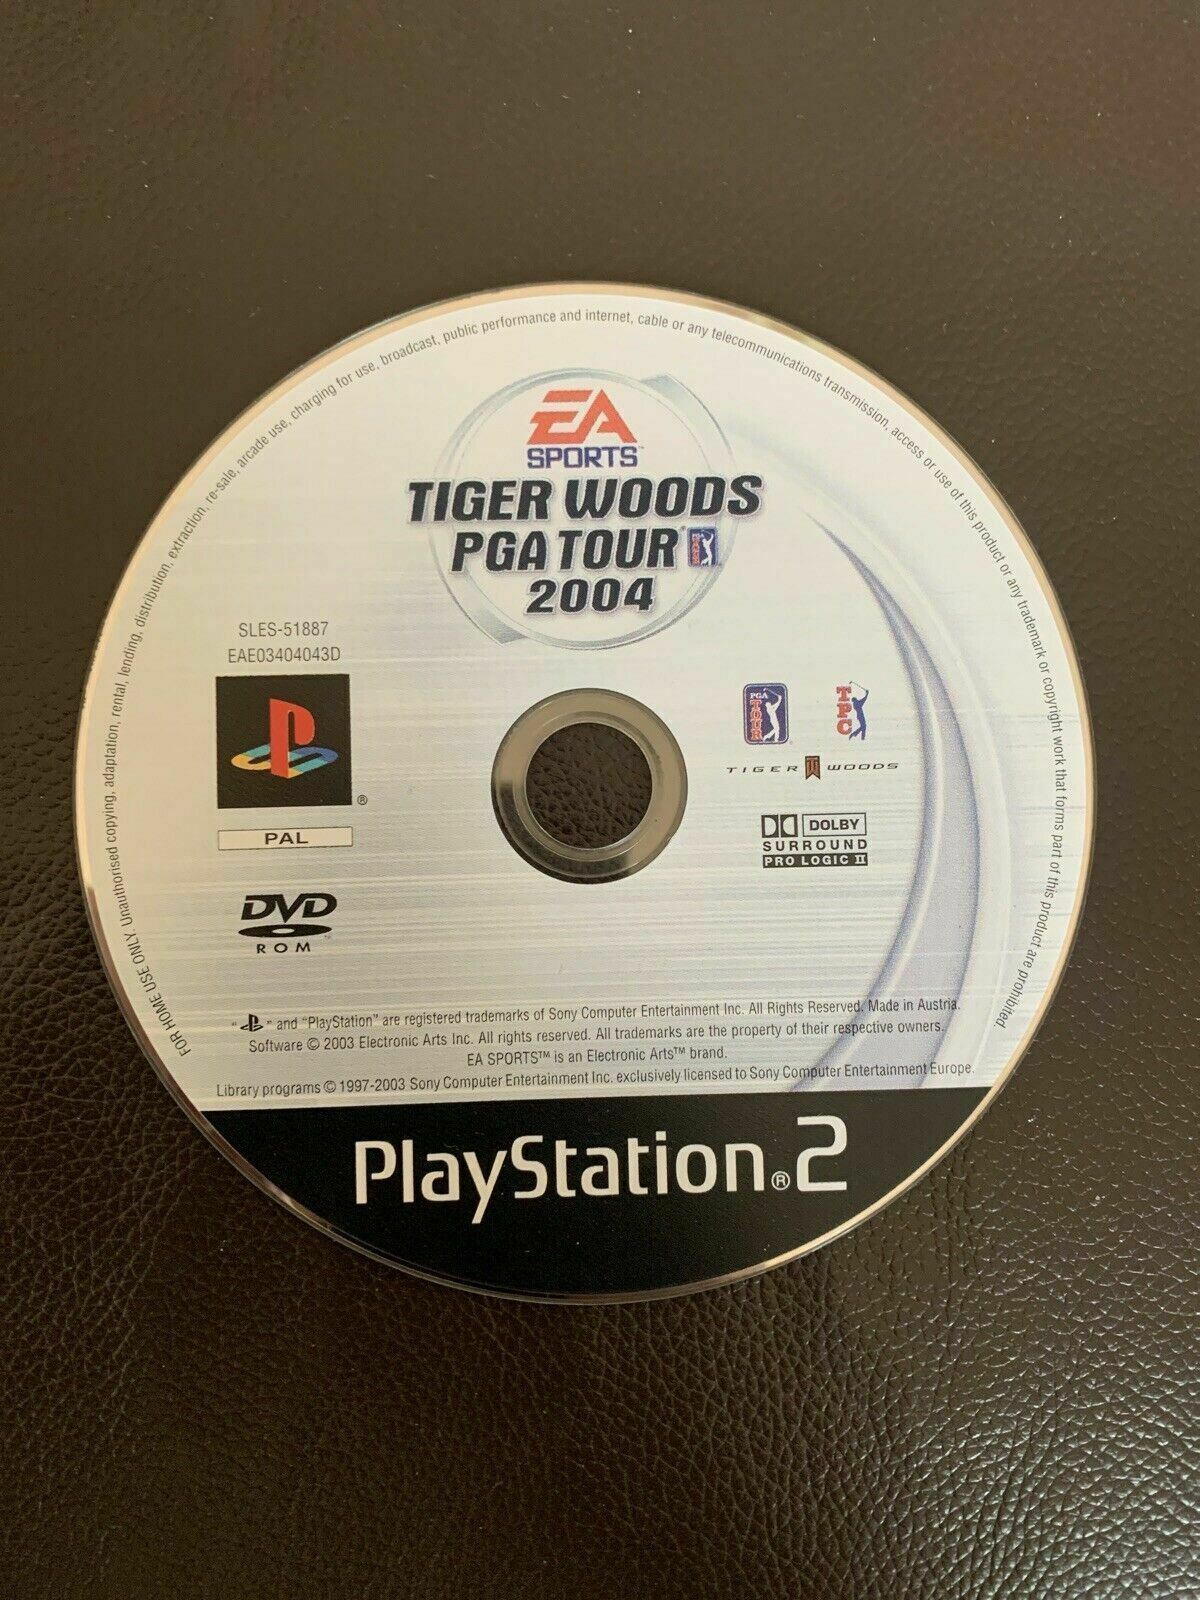 FOR HOME USE ONLY. Unauthorised copying, adaptation, rental, lending, distribution, extraction, re-sale, arcade use, charging for use, broadcast, public performance and internet, cable or any telecommunications transmission, access or use of this product or any trademark or copyright work that forms part of this product are prohibited.
EA
SPORTS™
TIGER WOODS
PGA TOUR®
2004
SLES-51887
EAE03404043D
®
PAL
DVD
ROM
PGA
TOUR
TPC
TIGER TW WOODS
DOLBY
SURROUND
PRO LOGIC II
" " and "PlayStation" are registered trademarks of Sony Computer Entertainment Inc. All Rights Reserved. Made in Austria.
Software © 2003 Electronic Arts Inc. All rights reserved. All trademarks are the property of their respective owners.
EA SPORTS™ is an Electronic Arts™ brand.
Library programs © 1997-2003 Sony Computer Entertainment Inc. exclusively licensed to Sony Computer Entertainment Europe.
PlayStation®2